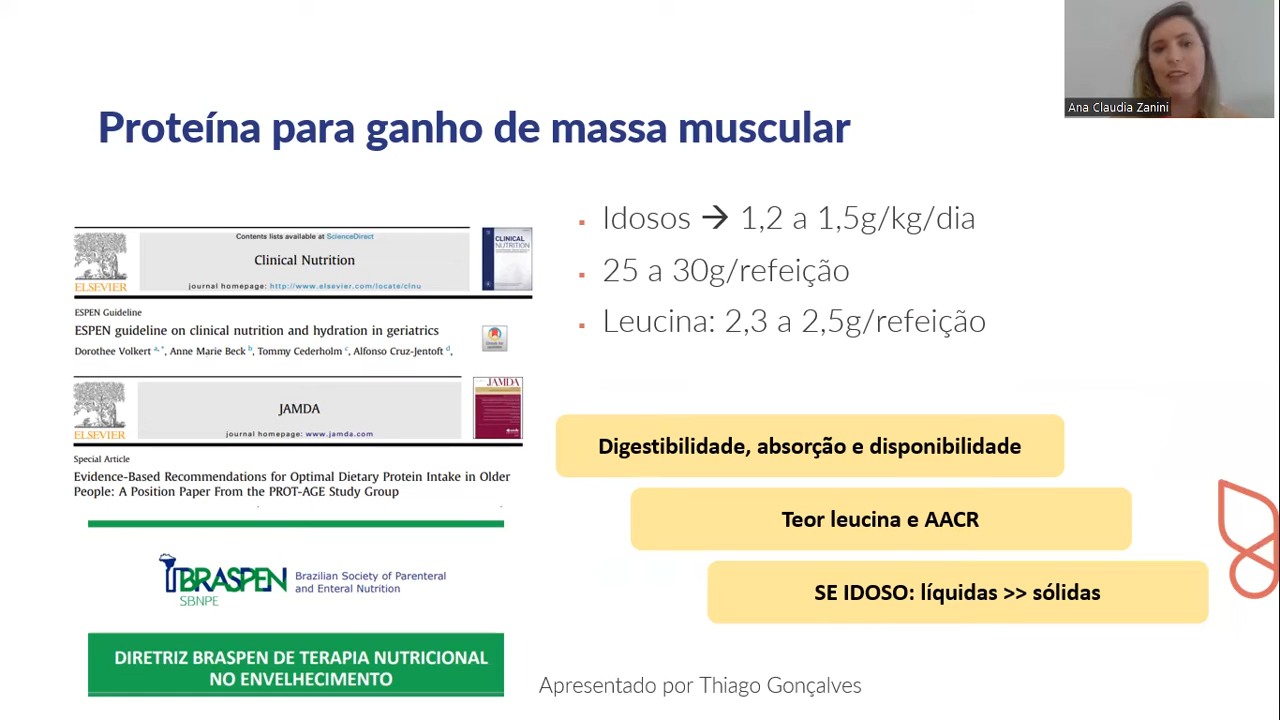 Ana Claudia Zanini
Proteína para ganho de massa muscular
Contents lists available at ScienceDirect
Clinical Nutrition
journal homepage: http://www.elsevier.com/locate/clnu
ELSEVIER
CLINICAL
NUTRITION
ESPEN Guideline
ESPEN guideline on clinical nutrition and hydration in geriatrics
Dorothee Volkert a, *, Anne Marie Beck b, Tommy Cederholm c, Alfonso Cruz-Jentoft d,
Check for
updates
JAMDA
journal homepage: www.jamda.com
ELSEVIER
JAMDA
Special Article
Evidence-Based Recommendations for Optimal Dietary Protein Intake in Older
People: A Position Paper From the PROT-AGE Study Group
BRASPEN
SBNPE
Brazilian Society of Parenteral
and Enteral Nutrition
DIRETRIZ BRASPEN DE TERAPIA NUTRICIONAL
NO ENVELHECIMENTO
▪ Idosos → 1,2 a 1,5g/kg/dia
▪ 25 a 30g/refeição
▪ Leucina: 2,3 a 2,5g/refeição
Digestibilidade, absorção e disponibilidade
Teor leucina e AACR
SE IDOSO: líquidas >> sólidas
Apresentado por Thiago Gonçalves